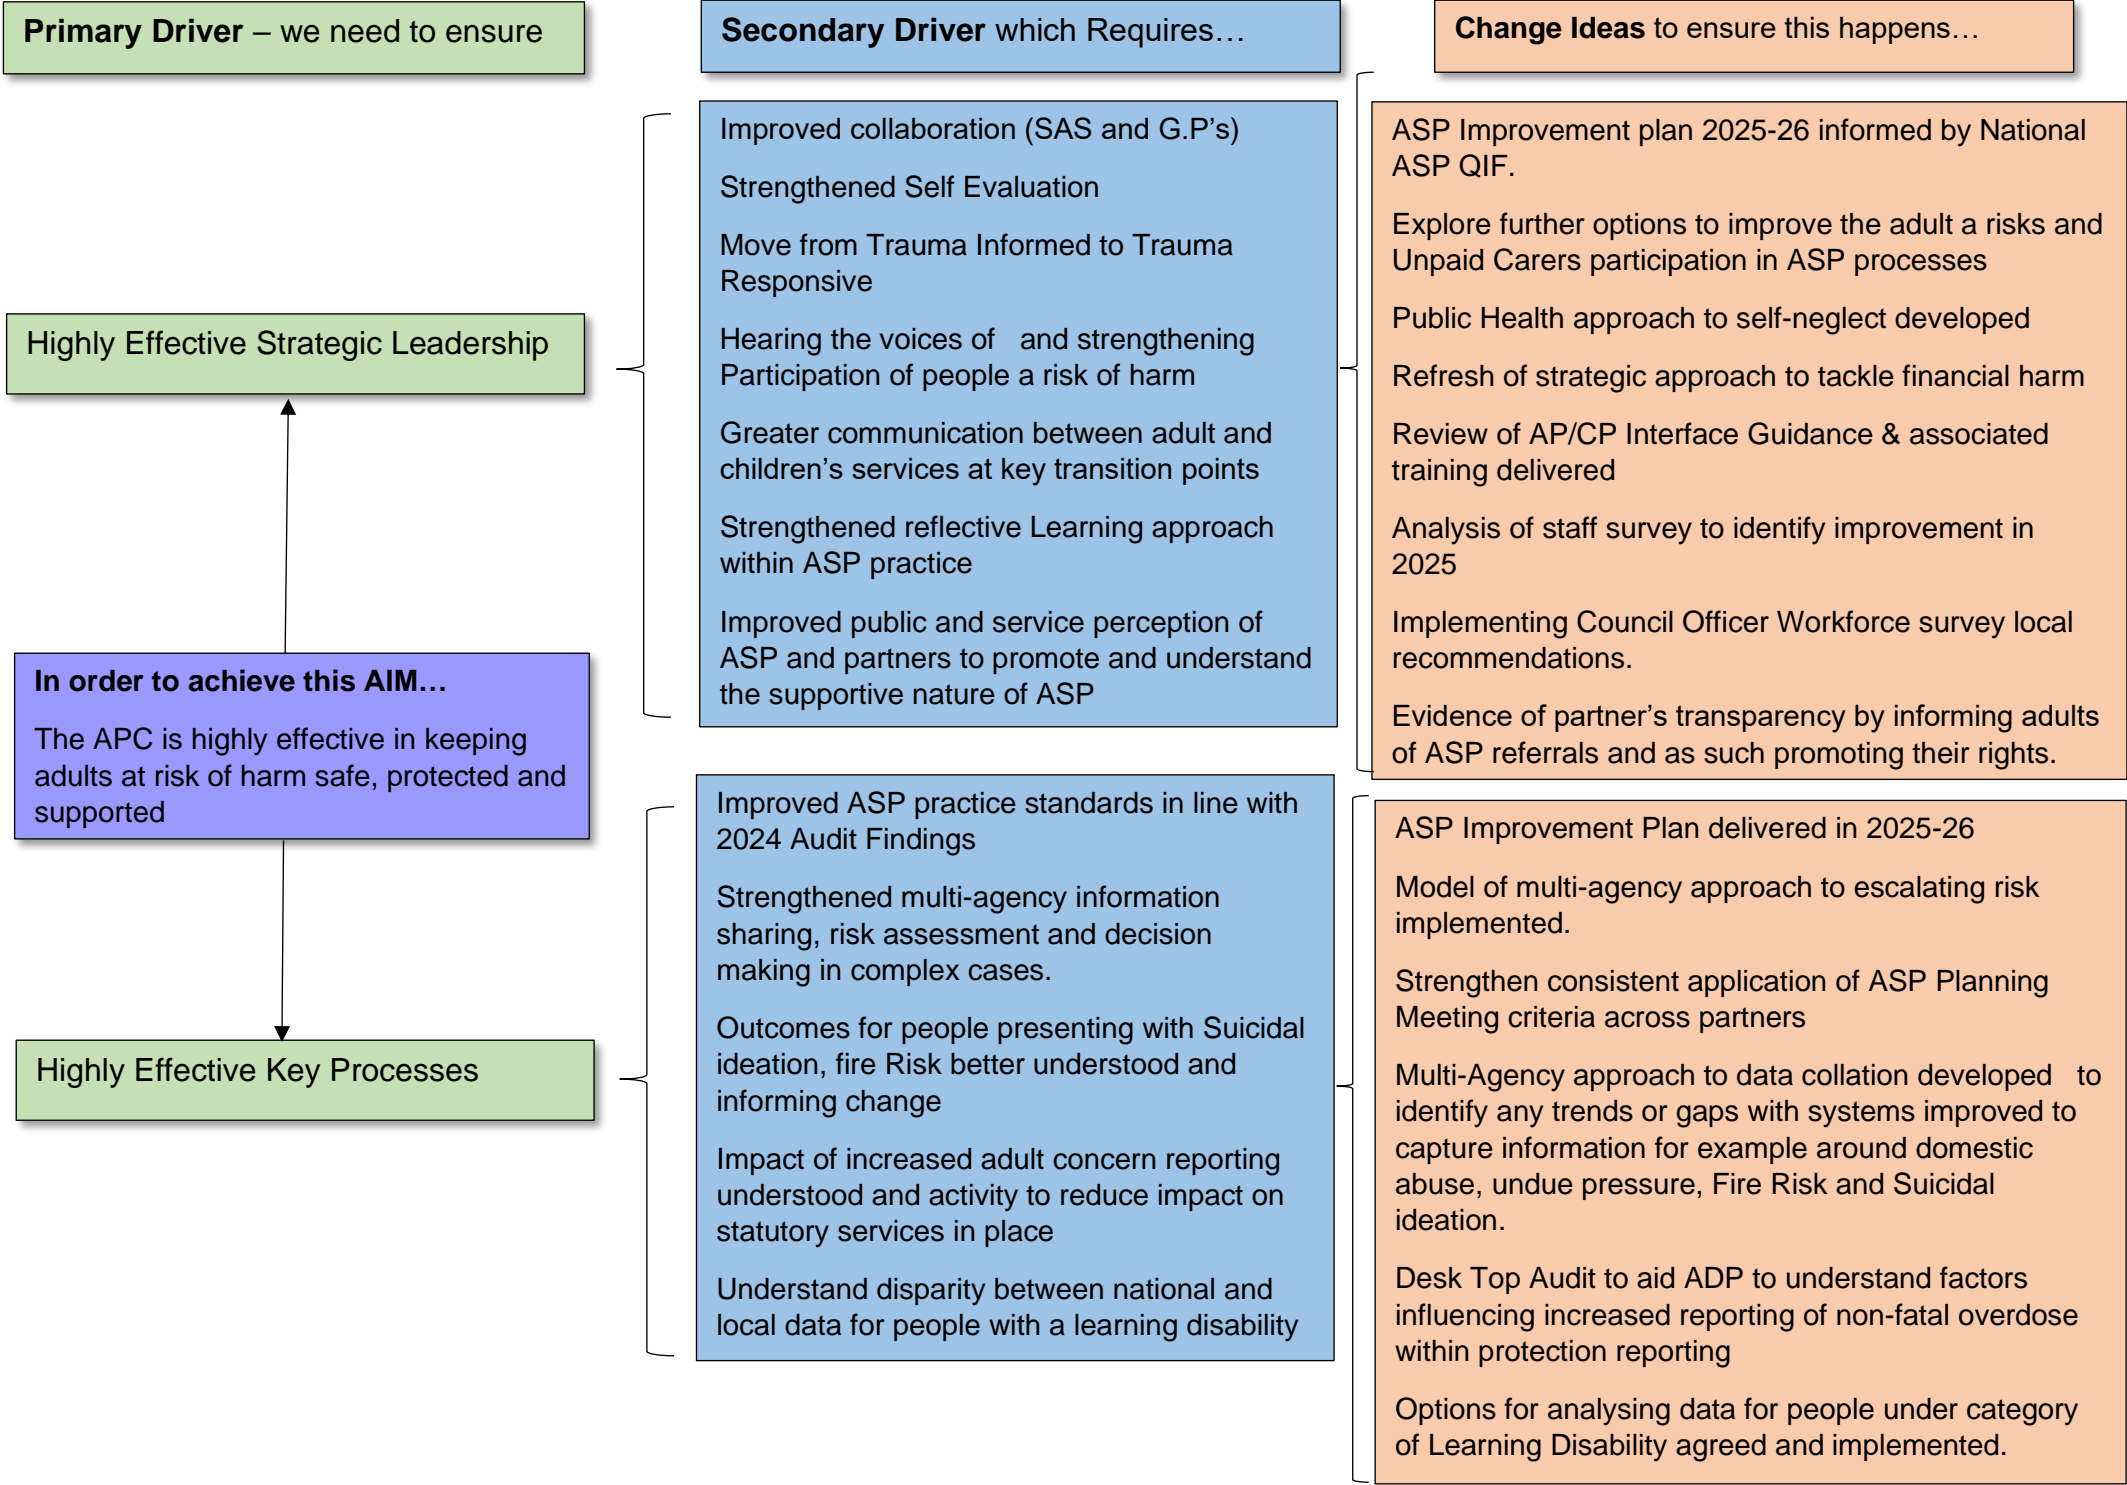 Primary Driver – we need to ensure
Secondary Driver which Requires…
Change Ideas to ensure this happens…
Highly Effective Strategic Leadership
In order to achieve this AIM…
The APC is highly effective in keeping
adults at risk of harm safe, protected and
supported
Highly Effective Key Processes
Improved collaboration (SAS and G.P’s)
Strengthened Self Evaluation
Move from Trauma Informed to Trauma
Responsive
Hearing the voices of   and strengthening
Participation of people a risk of harm
Greater communication between adult and
children’s services at key transition points
Strengthened reflective Learning approach
within ASP practice
Improved public and service perception of
ASP and partners to promote and understand
the supportive nature of ASP
Improved ASP practice standards in line with
2024 Audit Findings
Strengthened multi-agency information
sharing, risk assessment and decision
making in complex cases.
Outcomes for people presenting with Suicidal
ideation, fire Risk better understood and
informing change
Impact of increased adult concern reporting
understood and activity to reduce impact on
statutory services in place
Understand disparity between national and
local data for people with a learning disability
ASP Improvement plan 2025-26 informed by National
ASP QIF.
Explore further options to improve the adult a risks and
Unpaid Carers participation in ASP processes
Public Health approach to self-neglect developed
Refresh of strategic approach to tackle financial harm
Review of AP/CP Interface Guidance & associated
training delivered
Analysis of staff survey to identify improvement in
2025
Implementing Council Officer Workforce survey local
recommendations.
Evidence of partner’s transparency by informing adults
of ASP referrals and as such promoting their rights.
ASP Improvement Plan delivered in 2025-26
Model of multi-agency approach to escalating risk
implemented.
Strengthen consistent application of ASP Planning
Meeting criteria across partners
Multi-Agency approach to data collation developed   to
identify any trends or gaps with systems improved to
capture information for example around domestic
abuse, undue pressure, Fire Risk and Suicidal
ideation.
Desk Top Audit to aid ADP to understand factors
influencing increased reporting of non-fatal overdose
within protection reporting
Options for analysing data for people under category
of Learning Disability agreed and implemented.